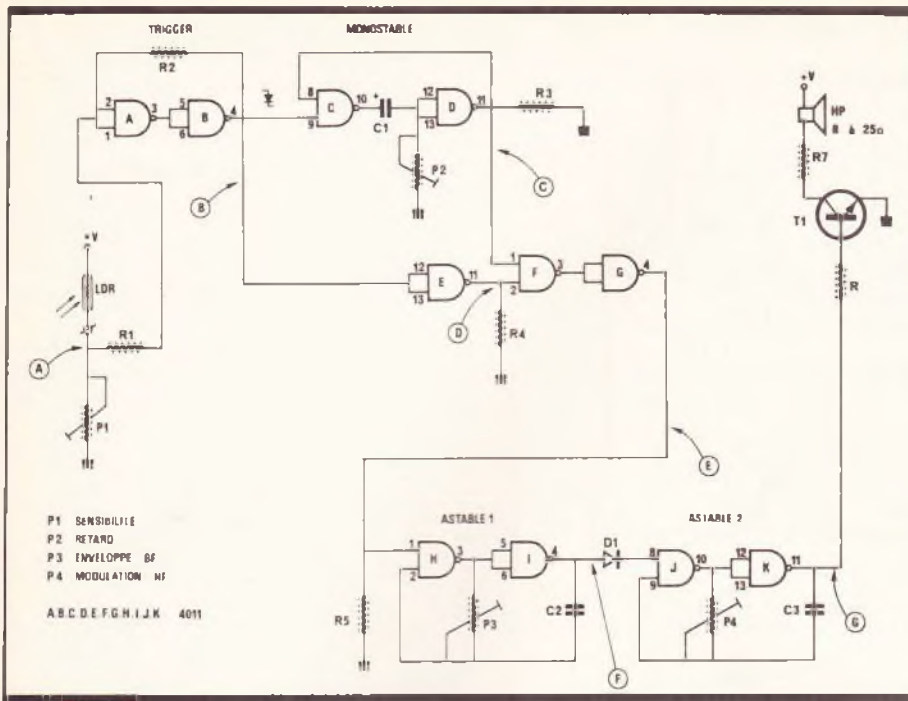 TRIGGER
MONOSTABLE
R2
R3
+V
HP
8 à 25Ω
R7
T1
R
2
1
A
3
5
6
B
4
8
9
C
10
+
C1
12
13
D
11
P2
C
B
12
13
E
11
1
2
F
3
G
4
D
R4
+V
LDR
R1
A
P1
E
P1 SENSIBILITE
P2 RETARD
P3 ENVELOPPE BF
P4 MODULATION HF
A.B.C.D.E.F.G.H.I.J.K 4011
ASTABLE 1
ASTABLE 2
R5
1
2
H
3
5
6
I
4
P3
C2
D1
F
8
9
J
10
12
13
K
11
P4
C3
G